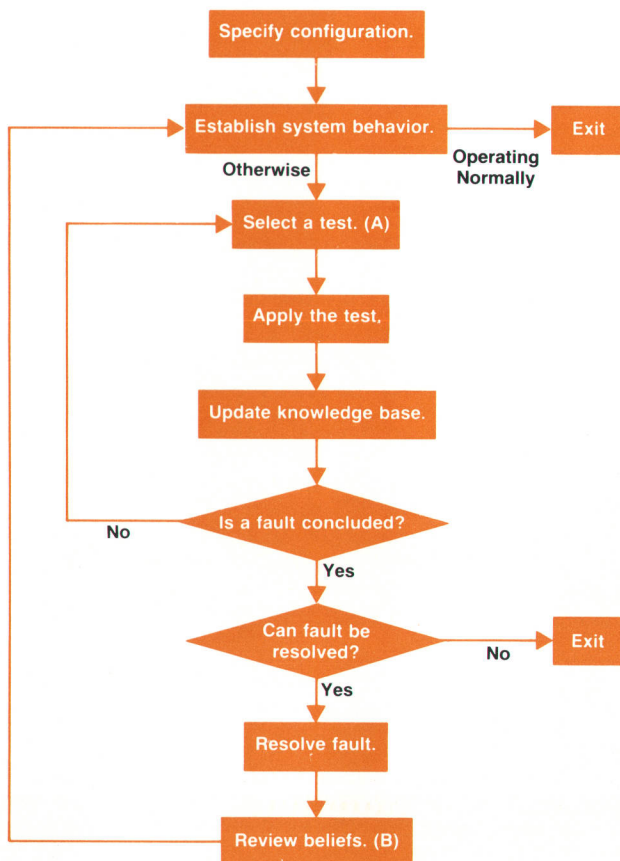 Specify configuration.
Establish system behavior.
Exit
Otherwise
Operating
Normally
Select a test. (A)
Apply the test.
Update knowledge base.
Is a fault concluded?
No
Yes
Can fault be
resolved?
No
Exit
Yes
Resolve fault.
Review beliefs. (B)